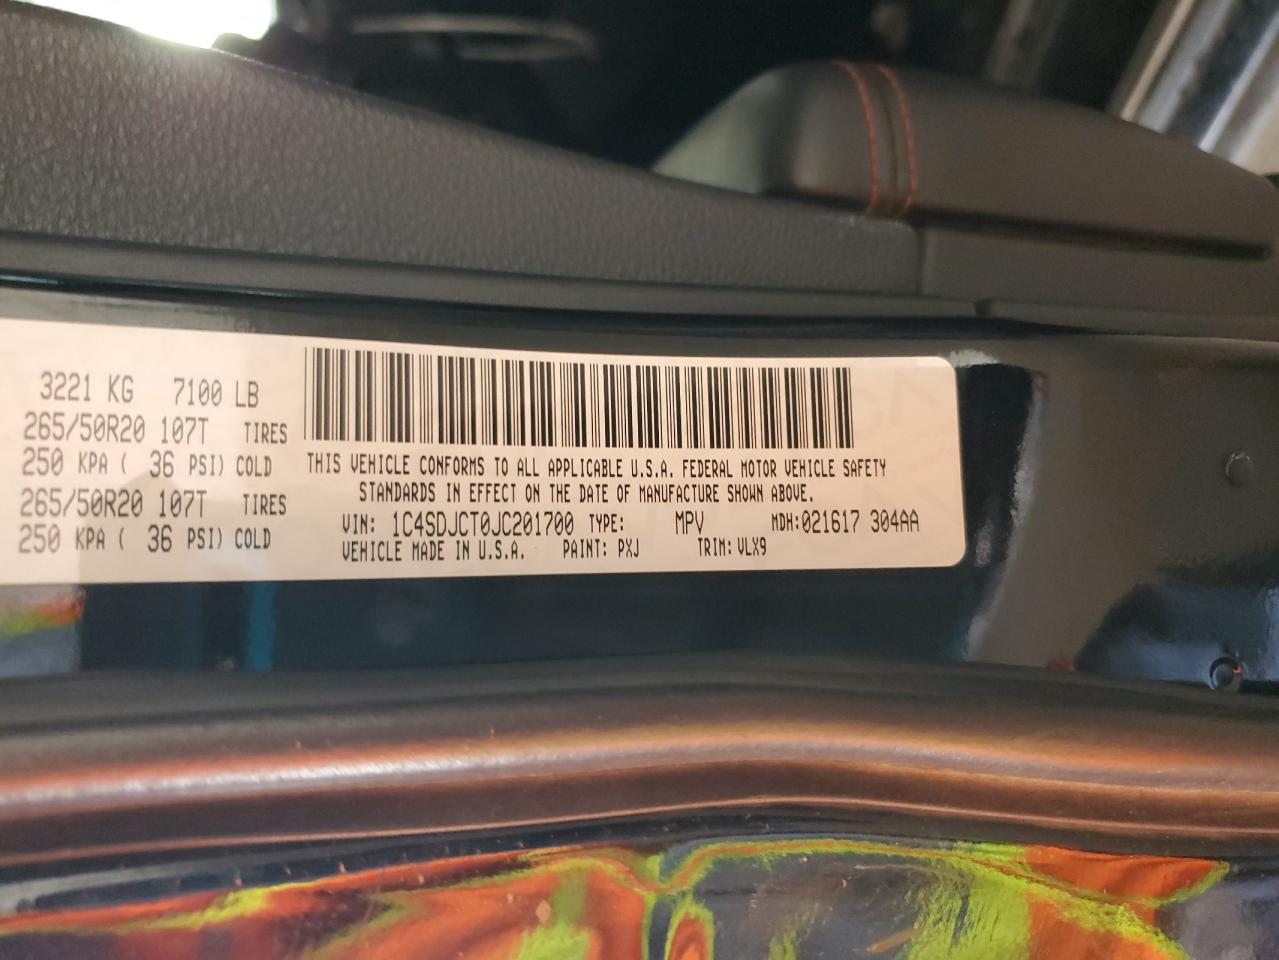 3221 KG 7100 LB
265/50R20 107T TIRES
250 KPA ( 36 PSI) COLD
265/50R20 107T TIRES
250 KPA ( 36 PSI) COLD
THIS VEHICLE CONFORMS TO ALL APPLICABLE U.S.A. FEDERAL MOTOR VEHICLE SAFETY
STANDARDS IN EFFECT ON THE DATE OF MANUFACTURE SHOWN ABOVE.
VIN: 1C4SDJCT0JC201700 TYPE: MPV MDH:021617 304AA
VEHICLE MADE IN U.S.A. PAINT: PXJ TRIM: VLX9